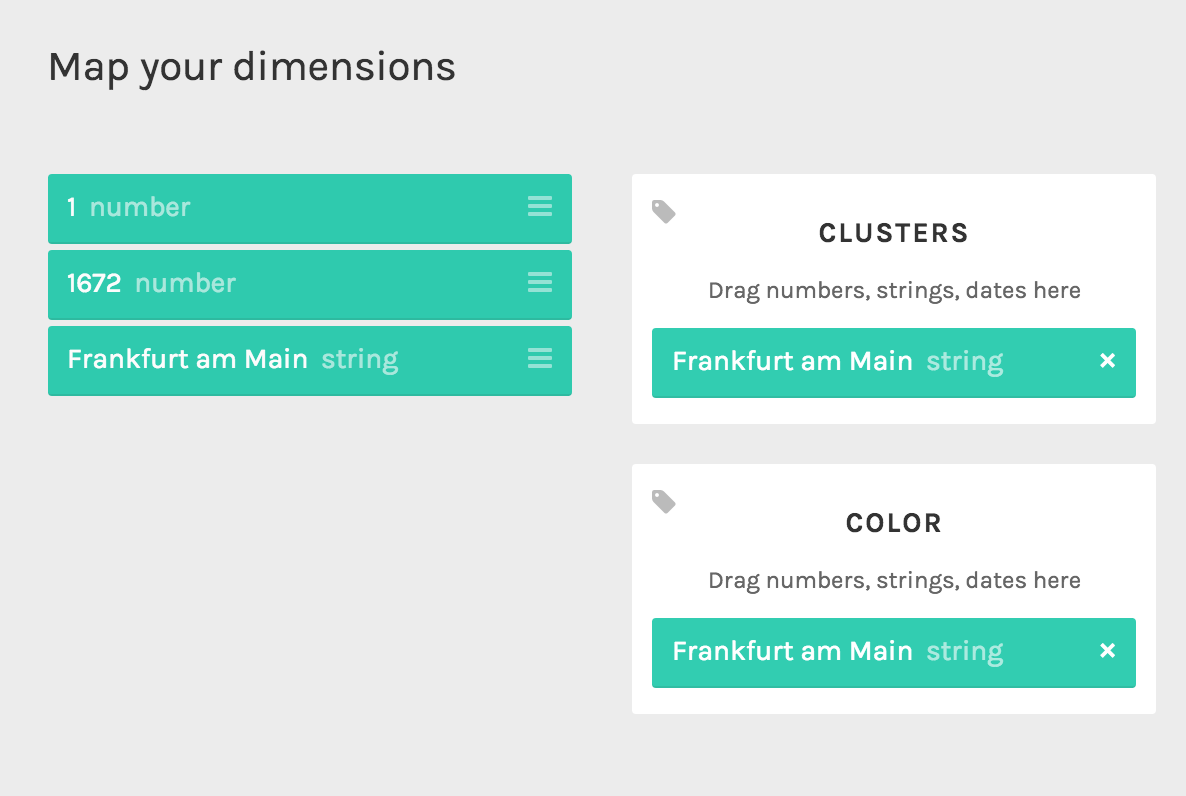 Map your dimensions
1 number
1672 number
Frankfurt am Main string
CLUSTERS
Drag numbers, strings, dates here
Frankfurt am Main string
COLOR
Drag numbers, strings, dates here
Frankfurt am Main string